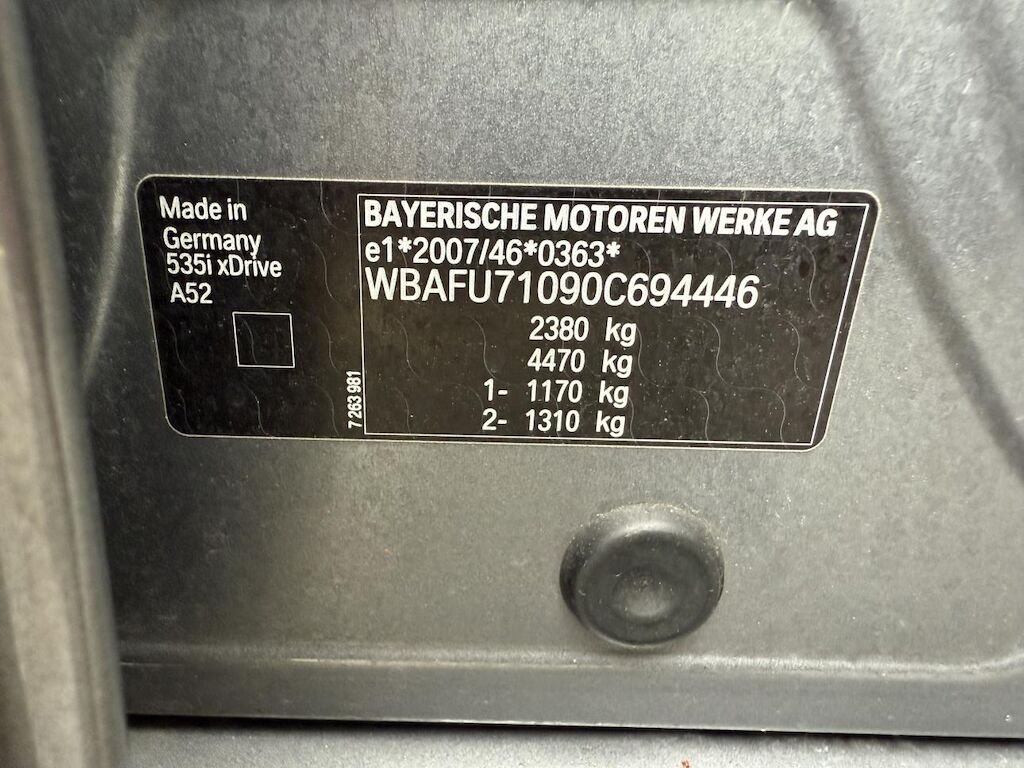 Made in
Germany
535i xDrive
A52
7 263 981
BAYERISCHE MOTOREN WERKE AG
e1*2007/46*0363*
WBAFU71090C694446
2380 kg
4470 kg
1- 1170 kg
2- 1310 kg